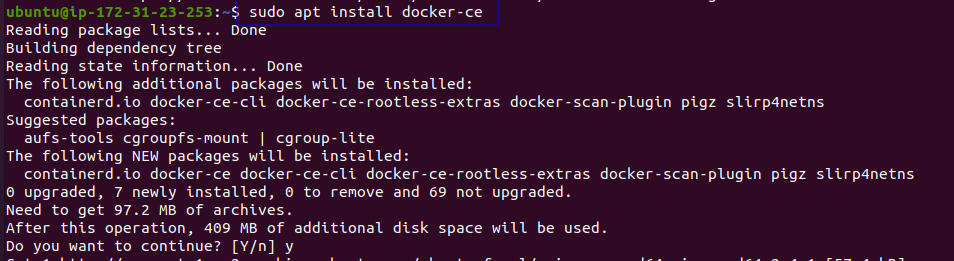 ubuntu@ip-172-31-23-253:~$ sudo apt install docker-ce
Reading package lists... Done
Building dependency tree
Reading state information... Done
The following additional packages will be installed:
  containerd.io docker-ce-cli docker-ce-rootless-extras docker-scan-plugin pigz slirp4netns
Suggested packages:
  aufs-tools cgroupfs-mount | cgroup-lite
The following NEW packages will be installed:
  containerd.io docker-ce docker-ce-cli docker-ce-rootless-extras docker-scan-plugin pigz slirp4netns
0 upgraded, 7 newly installed, 0 to remove and 69 not upgraded.
Need to get 97.2 MB of archives.
After this operation, 409 MB of additional disk space will be used.
Do you want to continue? [Y/n] y